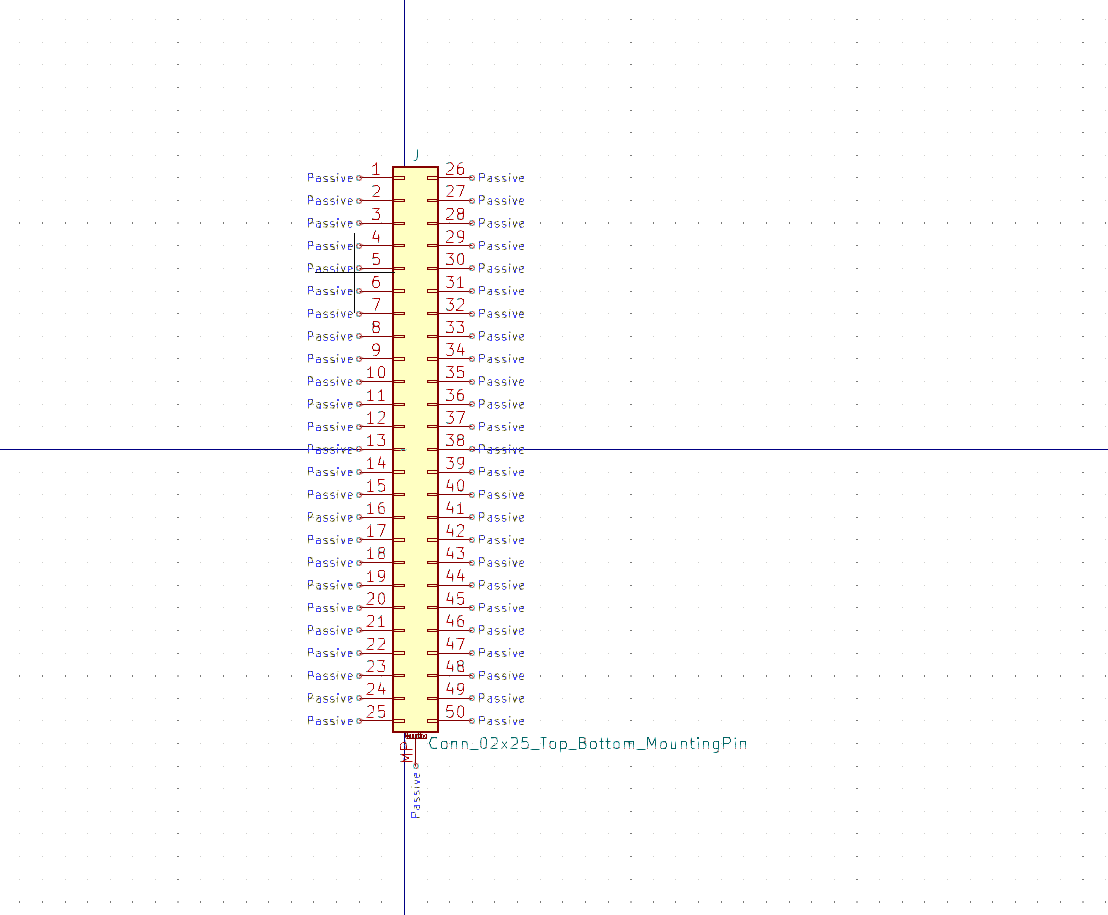 J
Passive 1 26 Passive
Passive 2 27 Passive
Passive 3 28 Passive
Passive 4 29 Passive
Passive 5 30 Passive
Passive 6 31 Passive
Passive 7 32 Passive
Passive 8 33 Passive
Passive 9 34 Passive
Passive 10 35 Passive
Passive 11 36 Passive
Passive 12 37 Passive
Passive 13 38 Passive
Passive 14 39 Passive
Passive 15 40 Passive
Passive 16 41 Passive
Passive 17 42 Passive
Passive 18 43 Passive
Passive 19 44 Passive
Passive 20 45 Passive
Passive 21 46 Passive
Passive 22 47 Passive
Passive 23 48 Passive
Passive 24 49 Passive
Passive 25 50 Passive
MP Conn_02x25_Top_Bottom_MountingPin
Passive